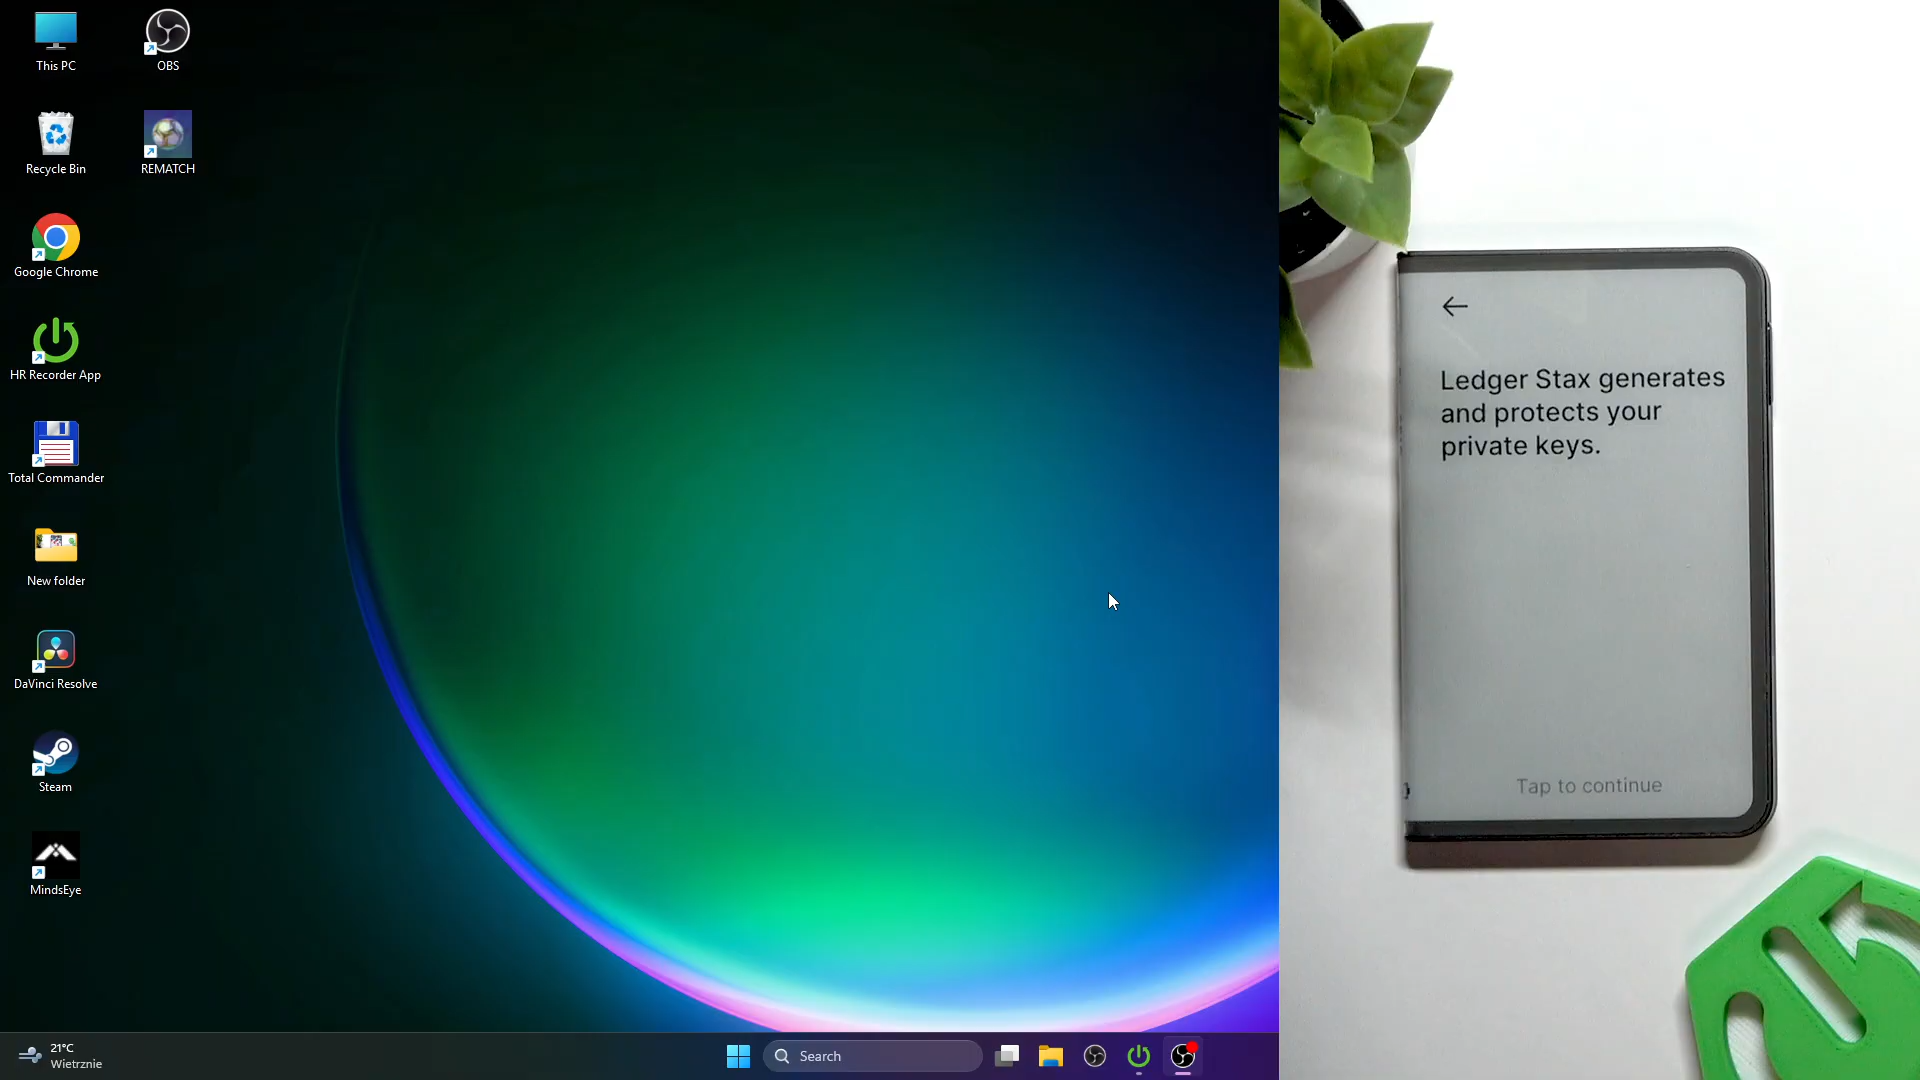 This PC
OBS
Recycle Bin
REMATCH
Google Chrome
HR Recorder App
Total Commander
New folder
DaVinci Resolve
Steam
MindsEye
21°C
Wietrznie
Search
Ledger Stax generates
and protects your
private keys.
Tap to continue